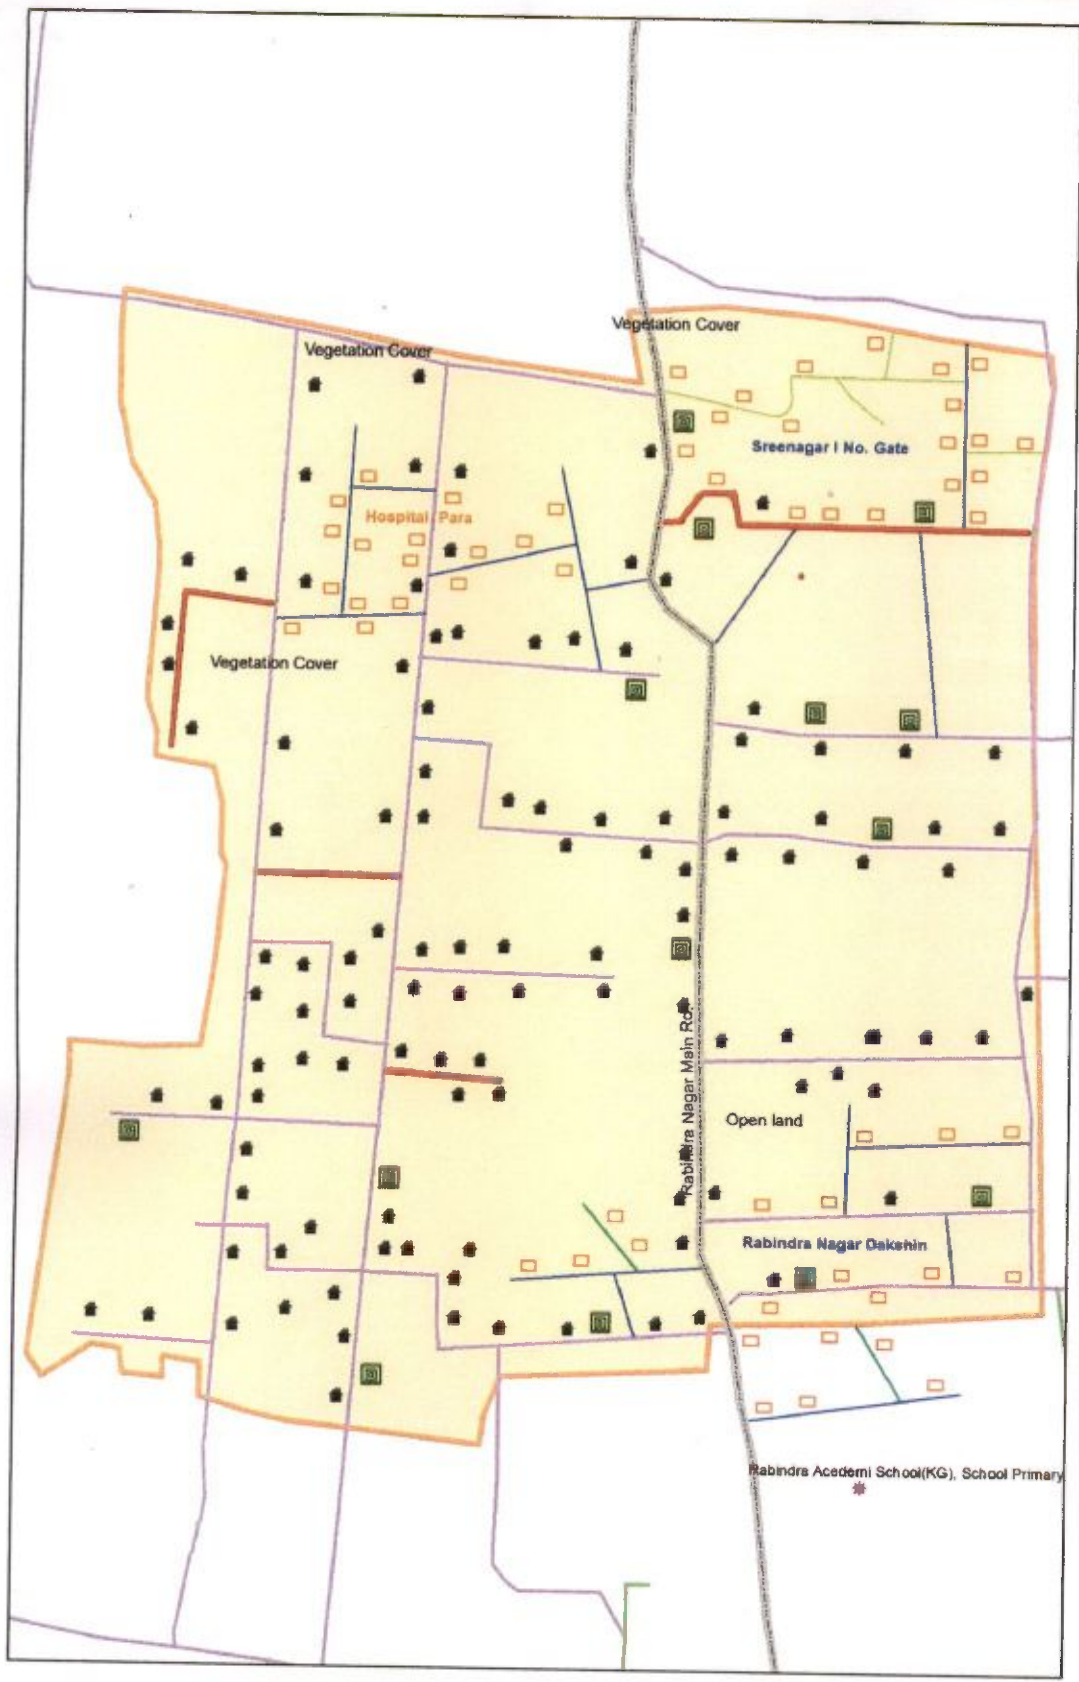 Vegetation Cover
Vegetation Cover
Sreenagar I No. Gate
Hospital Para
Vegetation Cover
Rabindra Nagar Main Rd.
Open land
Rabindra Nagar Dakshin
Rabindra Acedemi School(KG), School Primary